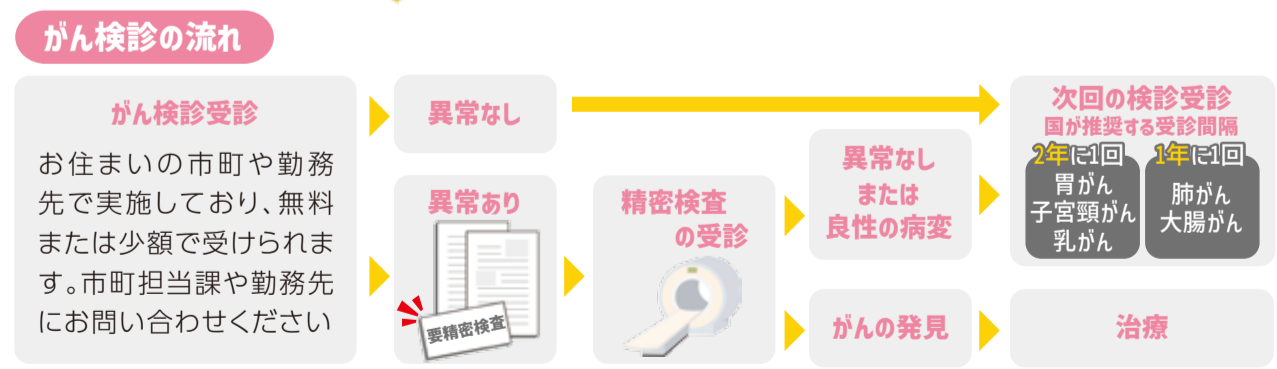 がん検診の流れ
がん検診受診
お住まいの市町や勤務
先で実施しており、無料
または少額で受けられま
す。市町担当課や勤務先
にお問い合わせください
異常なし
異常あり
要精密検査
精密検査
の受診
異常なし
または
良性の病変
がんの発見
次回の検診受診
国が推奨する受診間隔
2年に1回
胃がん
子宮頸がん
乳がん
1年に1回
肺がん
大腸がん
治療